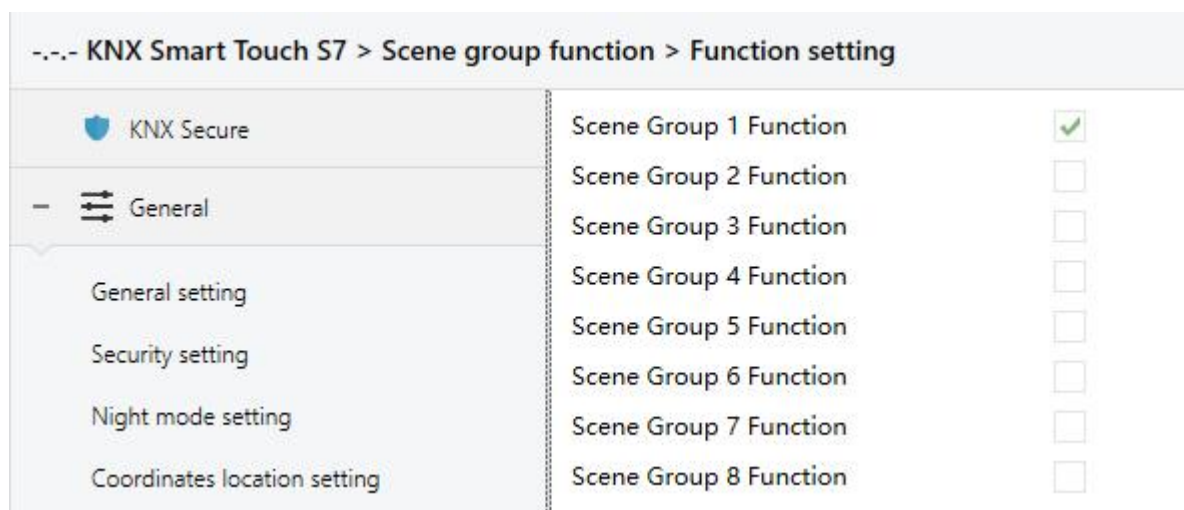 -.-.- KNX Smart Touch S7 > Scene group function > Function setting
KNX Secure
General
General setting
Security setting
Night mode setting
Coordinates location setting
Scene Group 1 Function
Scene Group 2 Function
Scene Group 3 Function
Scene Group 4 Function
Scene Group 5 Function
Scene Group 6 Function
Scene Group 7 Function
Scene Group 8 Function